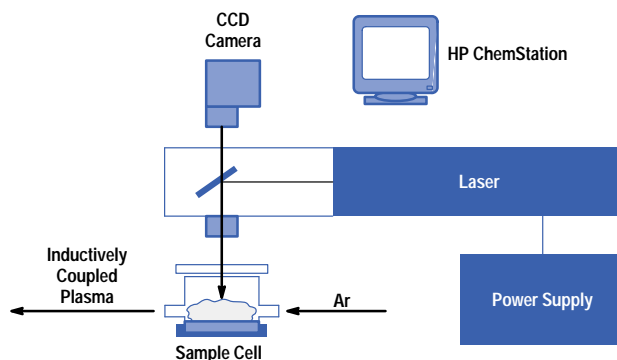 CCD
Camera
HP ChemStation
Laser
Inductively
Coupled
Plasma
Ar
Power Supply
Sample Cell